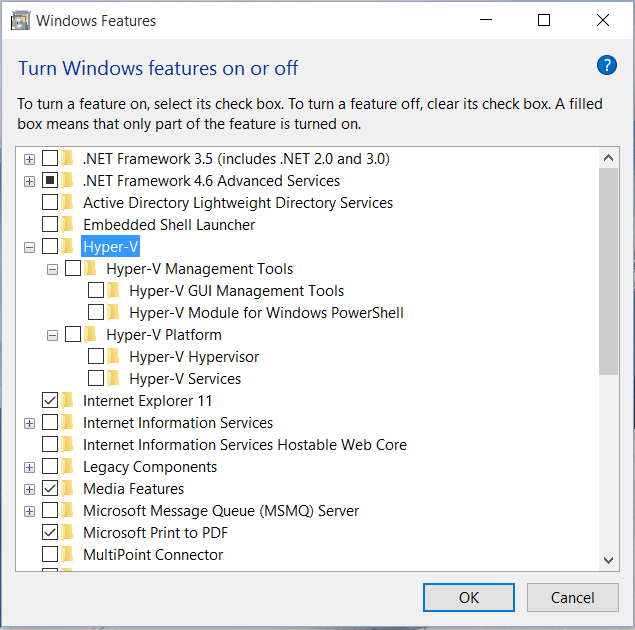 Windows Features
Turn Windows features on or off
?
To turn a feature on, select its check box. To turn a feature off, clear its check box. A filled
box means that only part of the feature is turned on.
.NET Framework 3.5 (includes .NET 2.0 and 3.0)
.NET Framework 4.6 Advanced Services
Active Directory Lightweight Directory Services
Embedded Shell Launcher
Hyper-V
Hyper-V Management Tools
Hyper-V GUI Management Tools
Hyper-V Module for Windows PowerShell
Hyper-V Platform
Hyper-V Hypervisor
Hyper-V Services
Internet Explorer 11
Internet Information Services
Internet Information Services Hostable Web Core
Legacy Components
Media Features
Microsoft Message Queue (MSMQ) Server
Microsoft Print to PDF
MultiPoint Connector
OK
Cancel